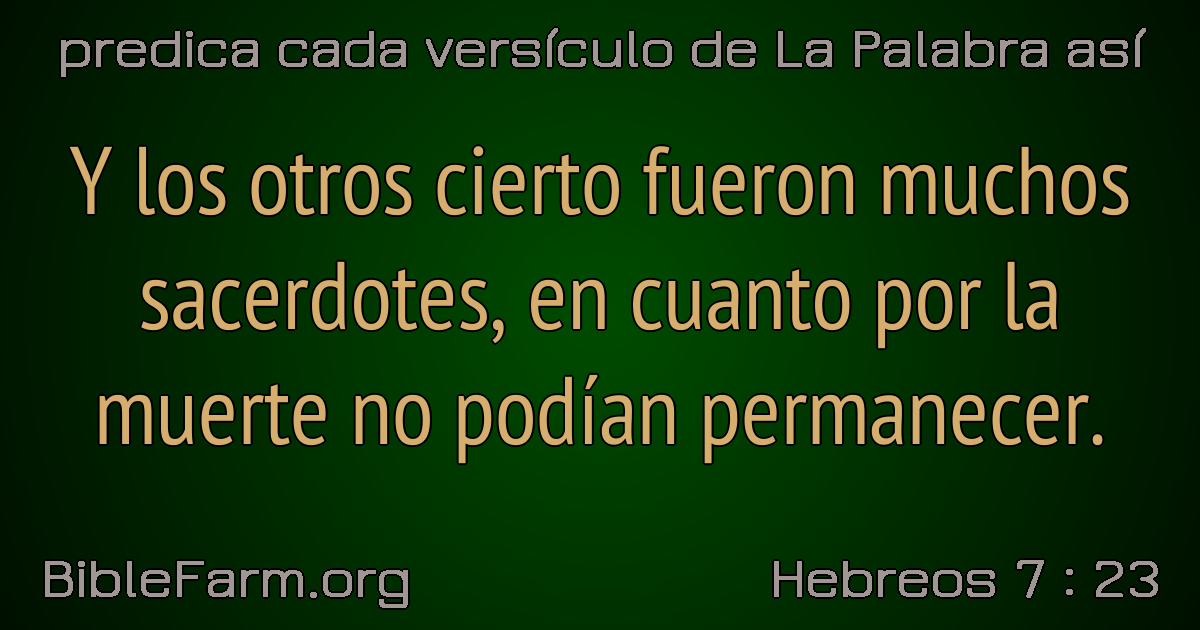 predica cada versículo de La Palabra así
Y los otros cierto fueron muchos
sacerdotes, en cuanto por la
muerte no podían permanecer.
BibleFarm.org
Hebreos 7 : 23